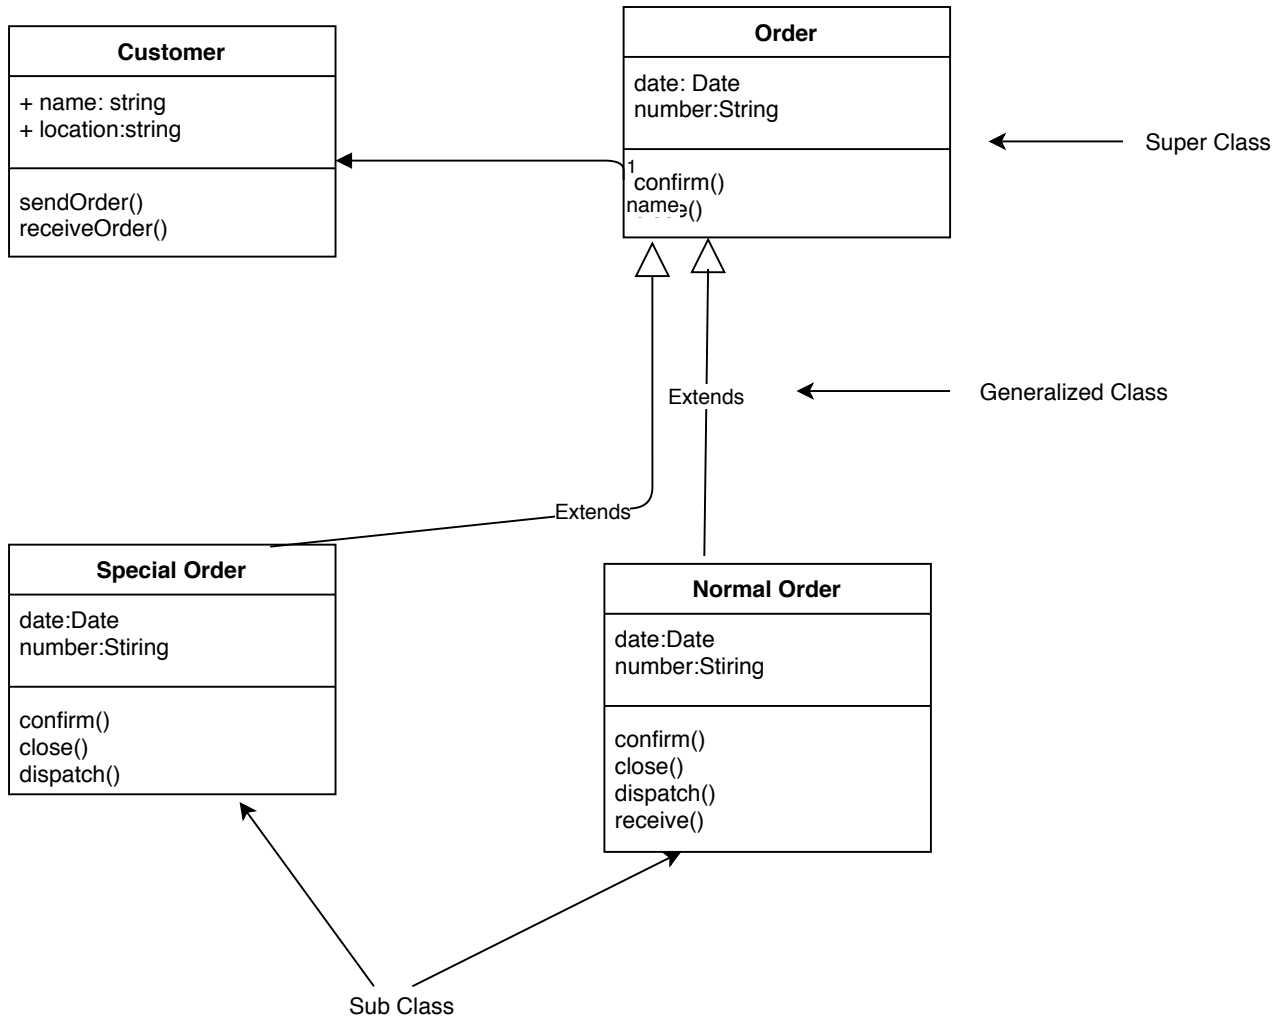 Customer
+ name: string
+ location:string
sendOrder()
receiveOrder()
Order
date: Date
number:String
1
confirm()
name
e()
Super Class
Extends
Generalized Class
Extends
Special Order
date:Date
number:Stiring
confirm()
close()
dispatch()
Normal Order
date:Date
number:Stiring
confirm()
close()
dispatch()
receive()
Sub Class